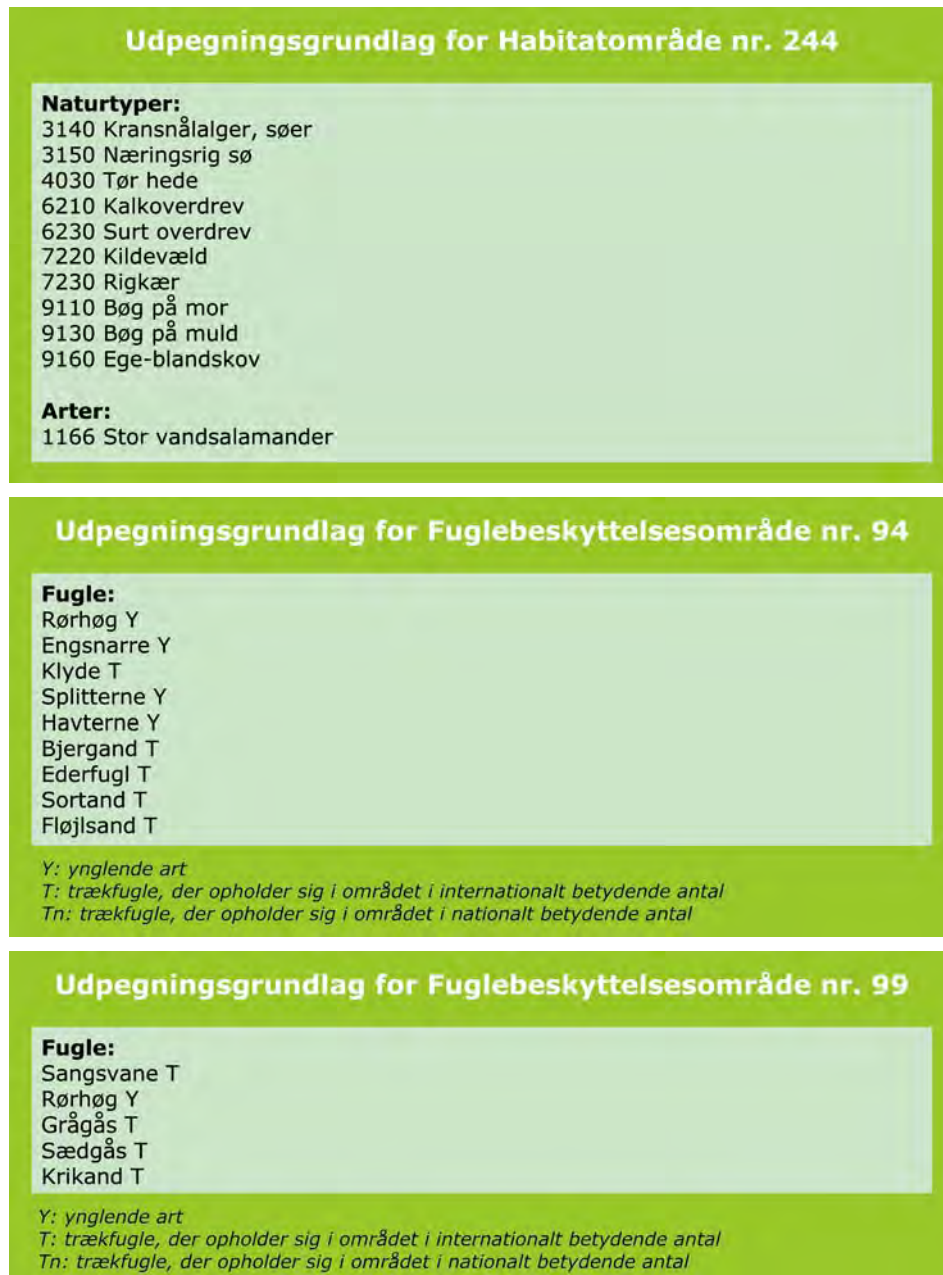 Udpegningsgrundlag for Habitatområde nr. 244
Naturtyper:
3140 Kransnålalger, søer
3150 Næringsrig sø
4030 Tør hede
6210 Kalkoverdrev
6230 Surt overdrev
7220 Kildevæld
7230 Rigkær
9110 Bøg på mor
9130 Bøg på muld
9160 Ege-blandskov
Arter:
1166 Stor vandsalamander
Udpegningsgrundlag for Fuglebeskyttelsesområde nr. 94
Fugle:
Rørhøg Y
Engsnarre Y
Klyde T
Splitterne Y
Havterne Y
Bjergand T
Ederfugl T
Sortand T
Fløjlsand T
Y: ynglende art
T: trækfugle, der opholder sig i området i internationalt betydende antal
Tn: trækfugle, der opholder sig i området i nationalt betydende antal
Udpegningsgrundlag for Fuglebeskyttelsesområde nr. 99
Fugle:
Sangsvane T
Rørhøg Y
Grågås T
Sædgås T
Krikand T
Y: ynglende art
T: trækfugle, der opholder sig i området i internationalt betydende antal
Tn: trækfugle, der opholder sig i området i nationalt betydende antal